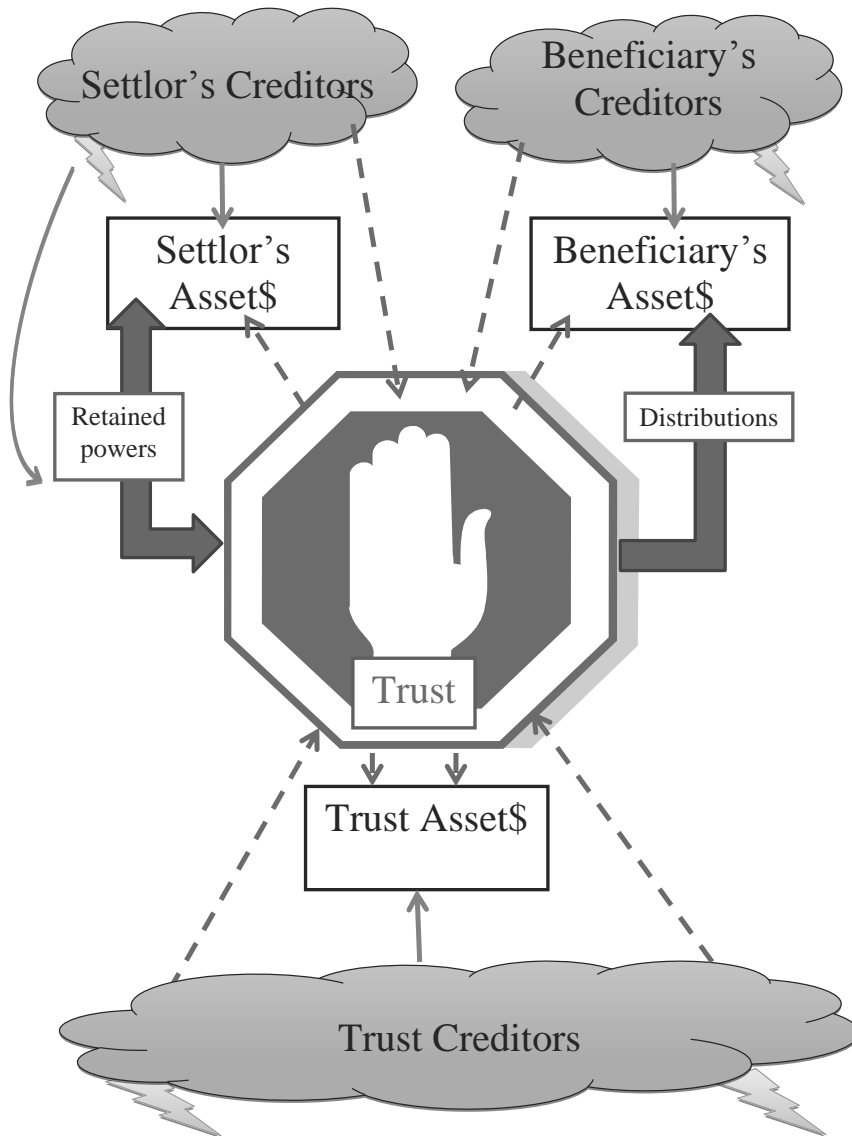 Settlor’s Creditors
Beneficiary’s
Creditors
Settlor’s
Asset$
Beneficiary’s
Asset$
Retained
powers
Distributions
Trust
Trust Asset$
Trust Creditors